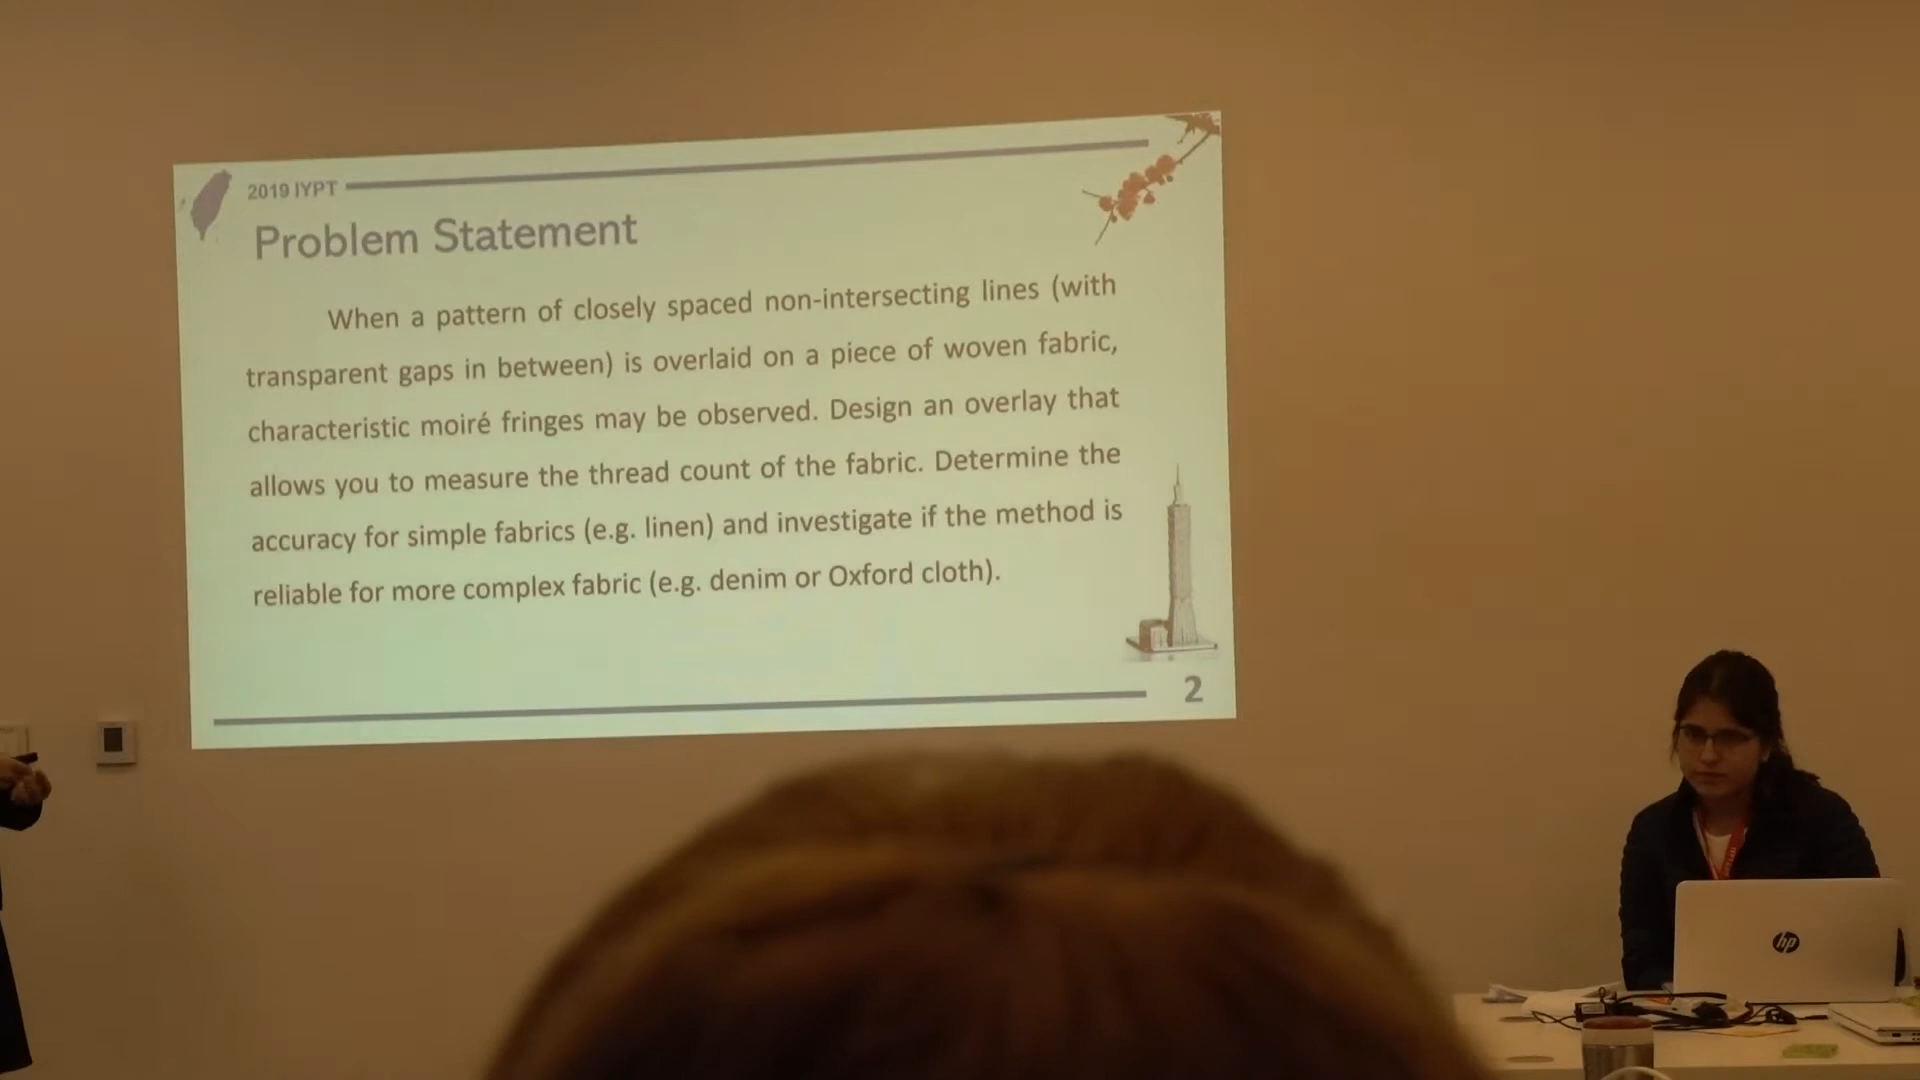 2019 IYPT
Problem Statement
When a pattern of closely spaced non-intersecting lines (with
transparent gaps in between) is overlaid on a piece of woven fabric,
characteristic moiré fringes may be observed. Design an overlay that
allows you to measure the thread count of the fabric. Determine the
accuracy for simple fabrics (e.g. linen) and investigate if the method is
reliable for more complex fabric (e.g. denim or Oxford cloth).
2
hp